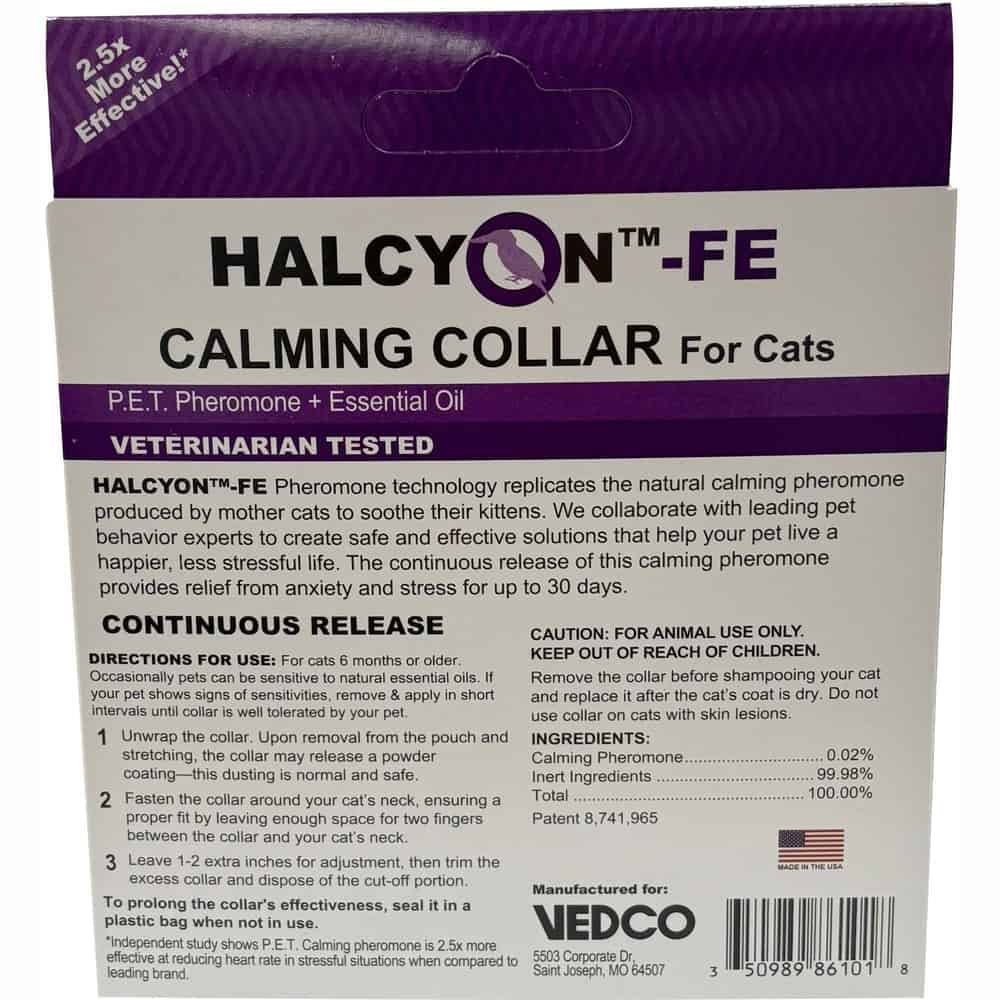 2.5x
More
Effective!*
HALCYON™-FE
CALMING COLLAR For Cats
P.E.T. Pheromone + Essential Oil
VETERINARIAN TESTED
HALCYON™-FE Pheromone technology replicates the natural calming pheromone
produced by mother cats to soothe their kittens. We collaborate with leading pet
behavior experts to create safe and effective solutions that help your pet live a
happier, less stressful life. The continuous release of this calming pheromone
provides relief from anxiety and stress for up to 30 days.
CONTINUOUS RELEASE
DIRECTIONS FOR USE: For cats 6 months or older.
Occasionally pets can be sensitive to natural essential oils. If
your pet shows signs of sensitivities, remove & apply in short
intervals until collar is well tolerated by your pet.
1 Unwrap the collar. Upon removal from the pouch and
stretching, the collar may release a powder
coating—this dusting is normal and safe.
2 Fasten the collar around your cat's neck, ensuring a
proper fit by leaving enough space for two fingers
between the collar and your cat's neck.
3 Leave 1-2 extra inches for adjustment, then trim the
excess collar and dispose of the cut-off portion.
To prolong the collar's effectiveness, seal it in a
plastic bag when not in use.
*Independent study shows P.E.T. Calming pheromone is 2.5x more
effective at reducing heart rate in stressful situations when compared to
leading brand.
CAUTION: FOR ANIMAL USE ONLY.
KEEP OUT OF REACH OF CHILDREN.
Remove the collar before shampooing your cat
and replace it after the cat's coat is dry. Do not
use collar on cats with skin lesions.
INGREDIENTS:
Calming Pheromone.............................. 0.02%
Inert Ingredients .................................. 99.98%
Total .................................................. 100.00%
Patent 8,741,965
MADE IN THE USA
Manufactured for:
VEDCO
5503 Corporate Dr,
Saint Joseph, MO 64507
3 50989 86101 8